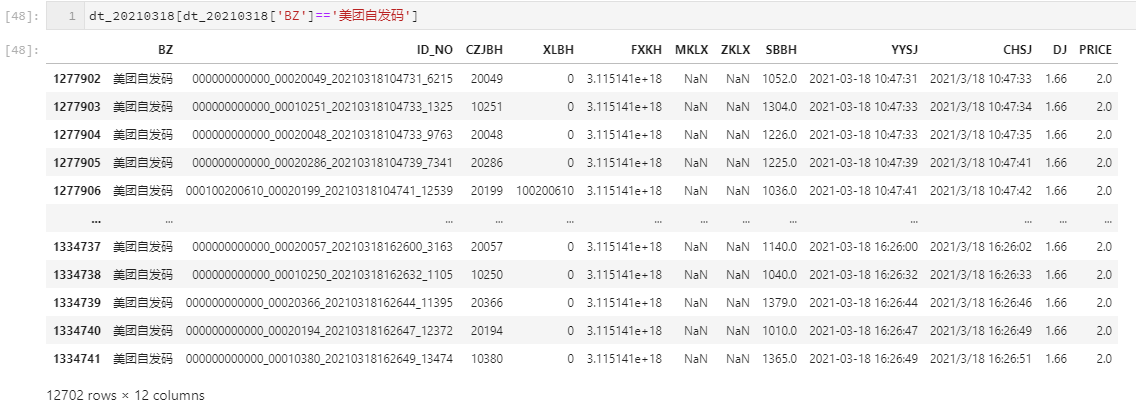 [48]: 1 dt_20210318[dt_20210318['BZ']=='美团自发码']
[48]: BZ ID_NO CZJBH XLBH FXKH MKLX ZKLX SBBH YYSJ CHSJ DJ PRICE
1277902 美团自发码 000000000000_00020049_20210318104731_6215 20049 0 3.115141e+18 NaN NaN 1052.0 2021-03-18 10:47:31 2021/3/18 10:47:33 1.66 2.0
1277903 美团自发码 000000000000_00010251_20210318104733_1325 10251 0 3.115141e+18 NaN NaN 1304.0 2021-03-18 10:47:33 2021/3/18 10:47:34 1.66 2.0
1277904 美团自发码 000000000000_00020048_20210318104733_9763 20048 0 3.115141e+18 NaN NaN 1226.0 2021-03-18 10:47:33 2021/3/18 10:47:35 1.66 2.0
1277905 美团自发码 000000000000_00020286_20210318104739_7341 20286 0 3.115141e+18 NaN NaN 1225.0 2021-03-18 10:47:39 2021/3/18 10:47:41 1.66 2.0
1277906 美团自发码 000100200610_00020199_20210318104741_12539 20199 100200610 3.115141e+18 NaN NaN 1036.0 2021-03-18 10:47:41 2021/3/18 10:47:42 1.66 2.0
... ... ... ... ... ... ... ... ... ... ... ... ...
1334737 美团自发码 000000000000_00020057_20210318162600_3163 20057 0 3.115141e+18 NaN NaN 1140.0 2021-03-18 16:26:00 2021/3/18 16:26:02 1.66 2.0
1334738 美团自发码 000000000000_00010250_20210318162632_1105 10250 0 3.115141e+18 NaN NaN 1040.0 2021-03-18 16:26:32 2021/3/18 16:26:33 1.66 2.0
1334739 美团自发码 000000000000_00020366_20210318162644_11395 20366 0 3.115141e+18 NaN NaN 1379.0 2021-03-18 16:26:44 2021/3/18 16:26:46 1.66 2.0
1334740 美团自发码 000000000000_00020194_20210318162647_12372 20194 0 3.115141e+18 NaN NaN 1010.0 2021-03-18 16:26:47 2021/3/18 16:26:49 1.66 2.0
1334741 美团自发码 000000000000_00010380_20210318162649_13474 10380 0 3.115141e+18 NaN NaN 1365.0 2021-03-18 16:26:49 2021/3/18 16:26:51 1.66 2.0
12702 rows × 12 columns